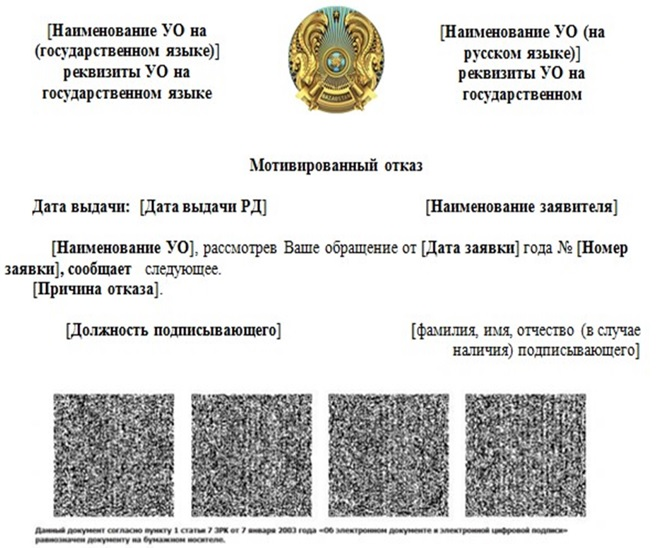 [Наименование УО на
(государственном языке)]
реквизиты УО на
государственном языке
ҚАЗАҚСТАН
[Наименование УО (на
русском языке)]
реквизиты УО на
государственном
Мотивированный отказ
Дата выдачи: [Дата выдачи РД] [Наименование заявителя]
[Наименование УО], рассмотрев Ваше обращение от [Дата заявки] года № [Номер
заявки], сообщает следующее.
[Причина отказа].
[Должность подписывающего]
[фамилия, имя, отчество (в случае
наличия) подписывающего]
Данный документ согласно пункту 1 статьи 7 ЗРК от 7 января 2003 года «Об электронном документе и электронной цифровой подписи»
равнозначен документу на бумажном носителе.